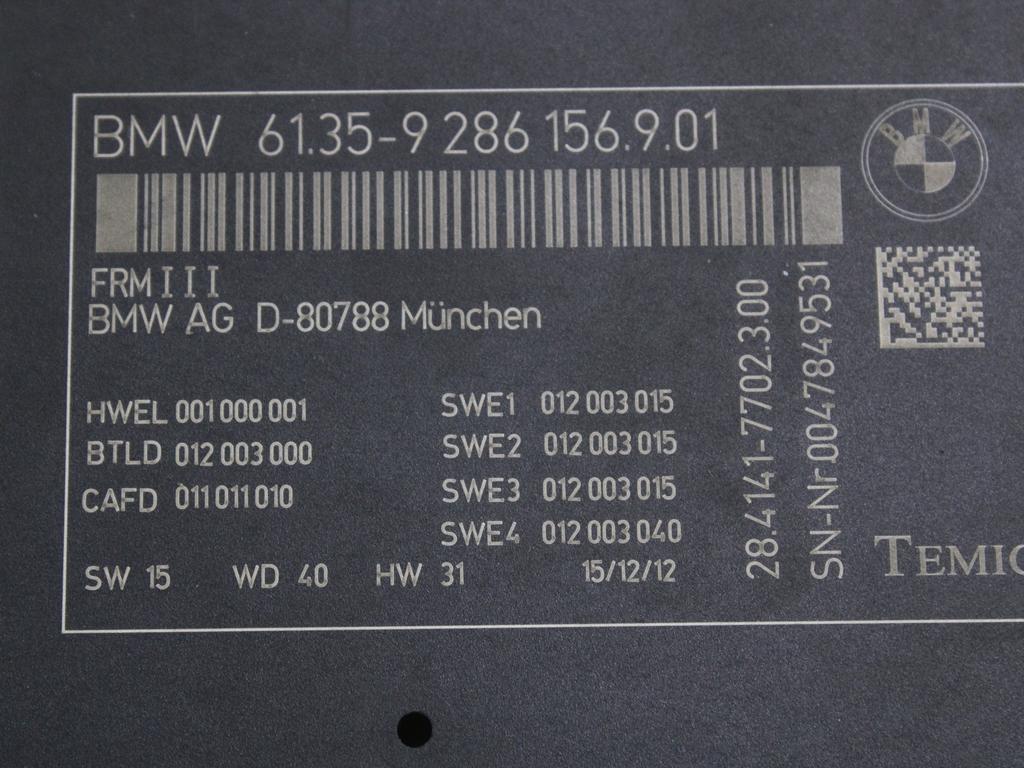 BMW 61.35-9 286 156.9.01
BMW
FRM III
BMW AG D-80788 München
HWEL 001 000 001
BTLD 012 003 000
CAFD 011 011 010
SWE1 012 003 015
SWE2 012 003 015
SWE3 012 003 015
SWE4 012 003 040
SW 15 WD 40 HW 31 15/12/12
28.4141-7702.3.00
SN-Nr0047849531
TEMIC